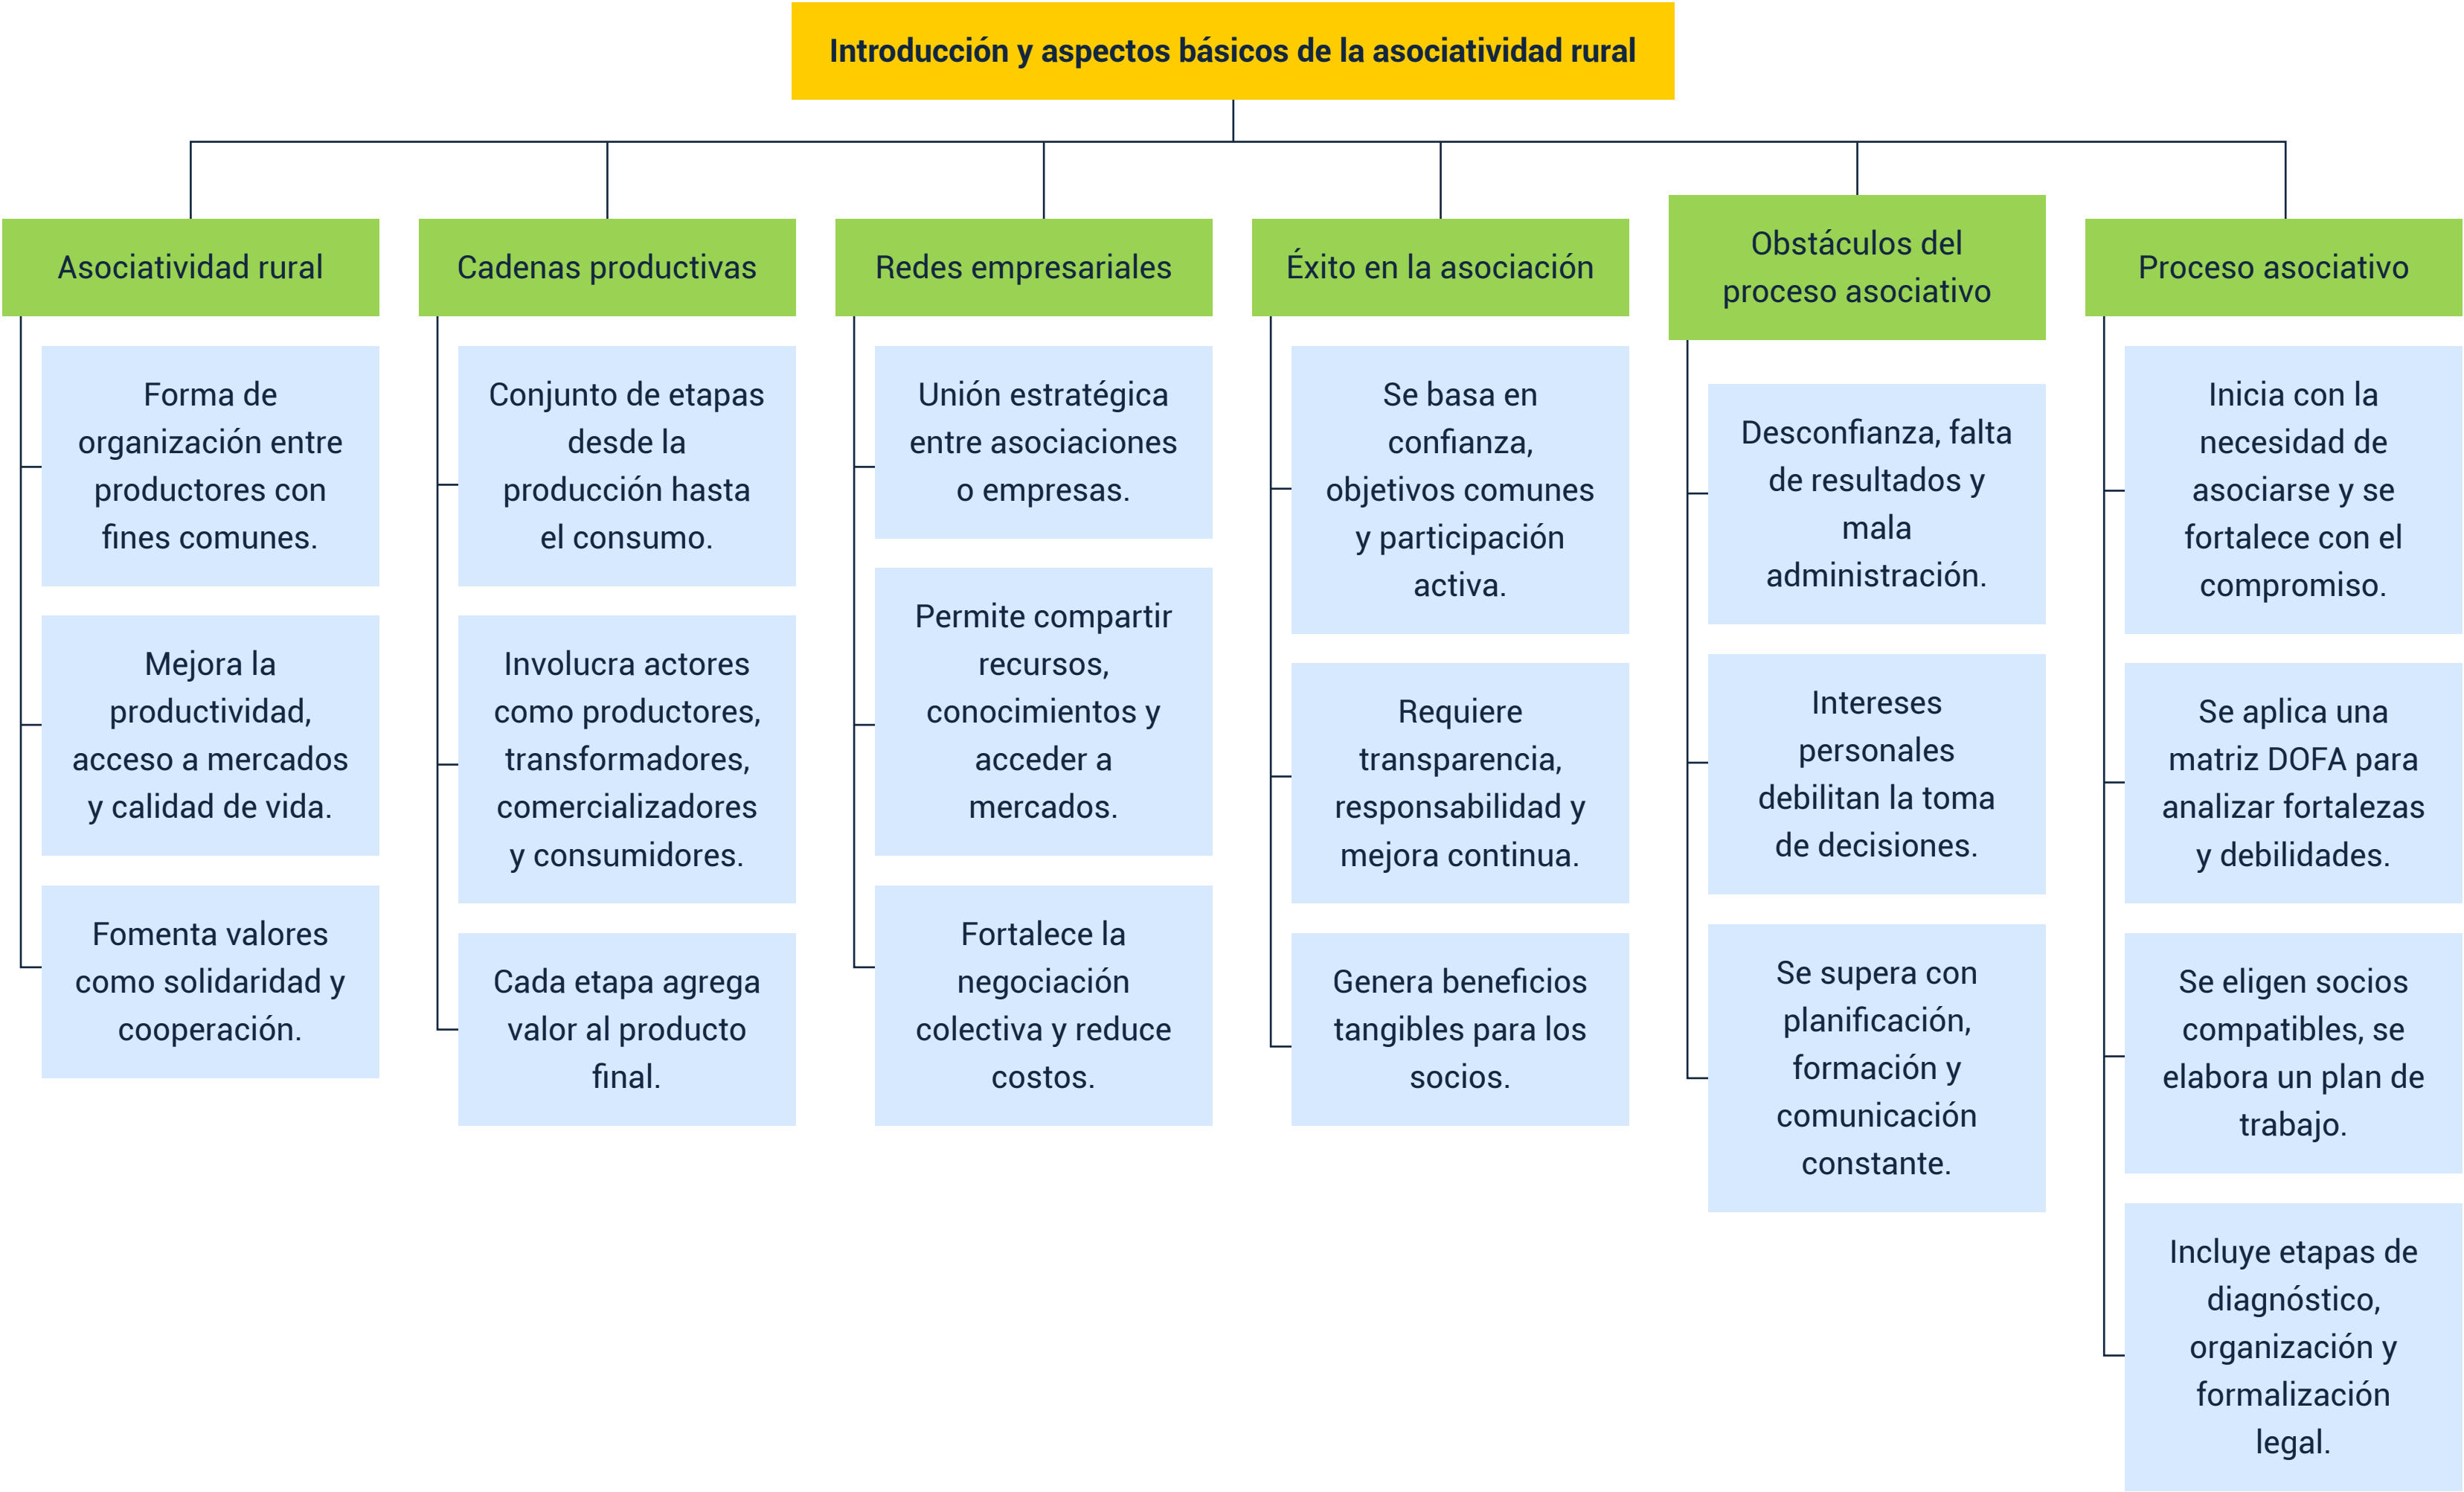 Introducción y aspectos básicos de la asociatividad rural
Asociatividad rural
Forma de
organización entre
productores con
fines comunes.
Mejora la
productividad,
acceso a mercados
y calidad de vida.
Fomenta valores
como solidaridad y
cooperación.
Cadenas productivas
Conjunto de etapas
desde la
producción hasta
el consumo.
Involucra actores
como productores,
transformadores,
comercializadores
y consumidores.
Cada etapa agrega
valor al producto
final.
Redes empresariales
Unión estratégica
entre asociaciones
o empresas.
Permite compartir
recursos,
conocimientos y
acceder a
mercados.
Fortalece la
negociación
colectiva y reduce
costos.
Éxito en la asociación
Se basa en
confianza,
objetivos comunes
y participación
activa.
Requiere
transparencia,
responsabilidad y
mejora continua.
Genera beneficios
tangibles para los
socios.
Obstáculos del
proceso asociativo
Desconfianza, falta
de resultados y
mala
administración.
Intereses
personales
debilitan la toma
de decisiones.
Se supera con
planificación,
formación y
comunicación
constante.
Proceso asociativo
Inicia con la
necesidad de
asociarse y se
fortalece con el
compromiso.
Se aplica una
matriz DOFA para
analizar fortalezas
y debilidades.
Se eligen socios
compatibles, se
elabora un plan de
trabajo.
Incluye etapas de
diagnóstico,
organización y
formalización
legal.